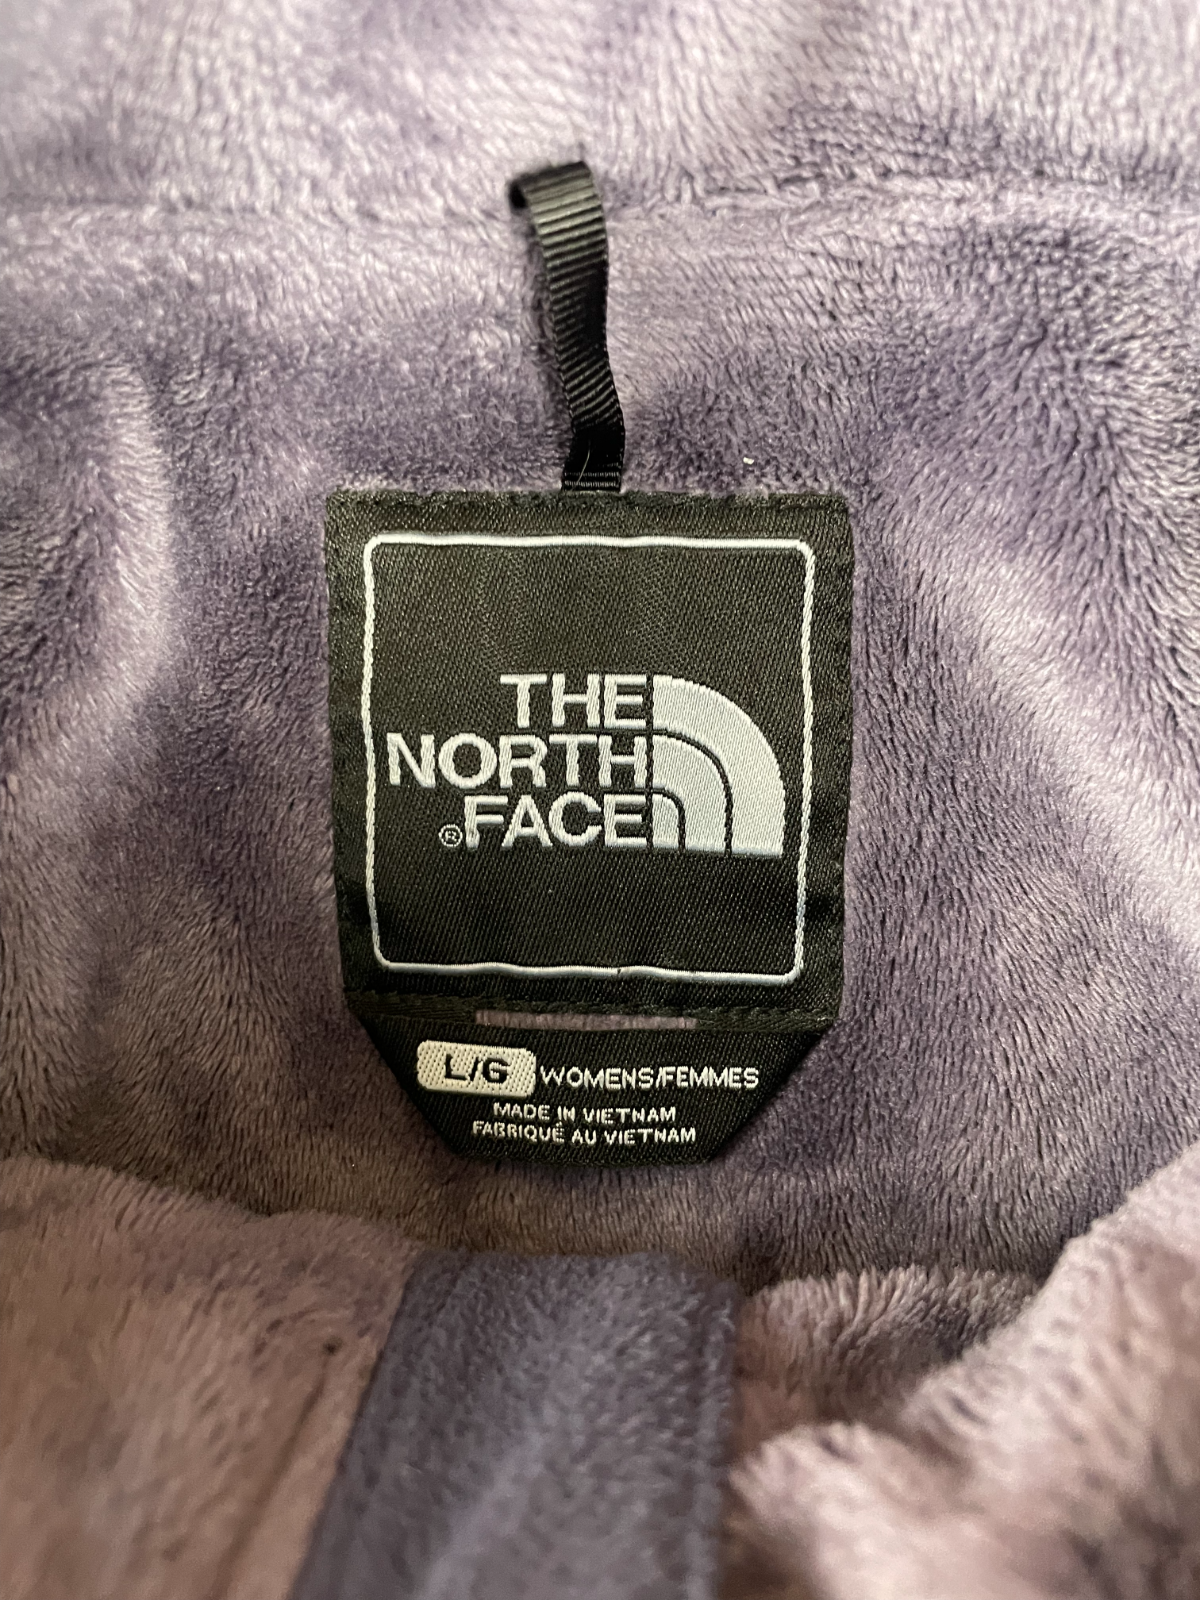 THE
NORTH
®FACE
L/G WOMENS/FEMMES
MADE IN VIETNAM
FABRIQUÉ AU VIETNAM